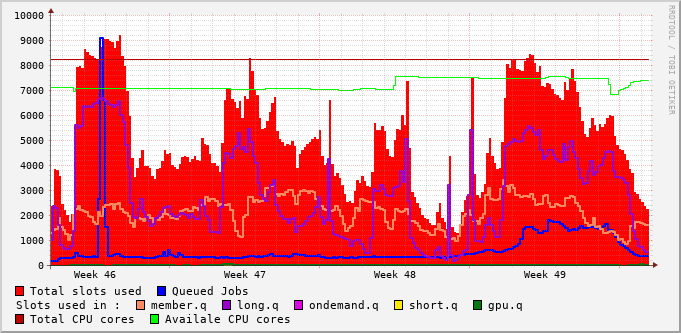 10000
9000
8000
7000
6000
5000
4000
3000
2000
1000
0
Week 46 Week 47 Week 48 Week 49
RRDTOOL / TOBI OETIKER
Total slots used Queued Jobs
Slots used in : member.q long.q ondemand.q short.q gpu.q
Total CPU cores Availale CPU cores